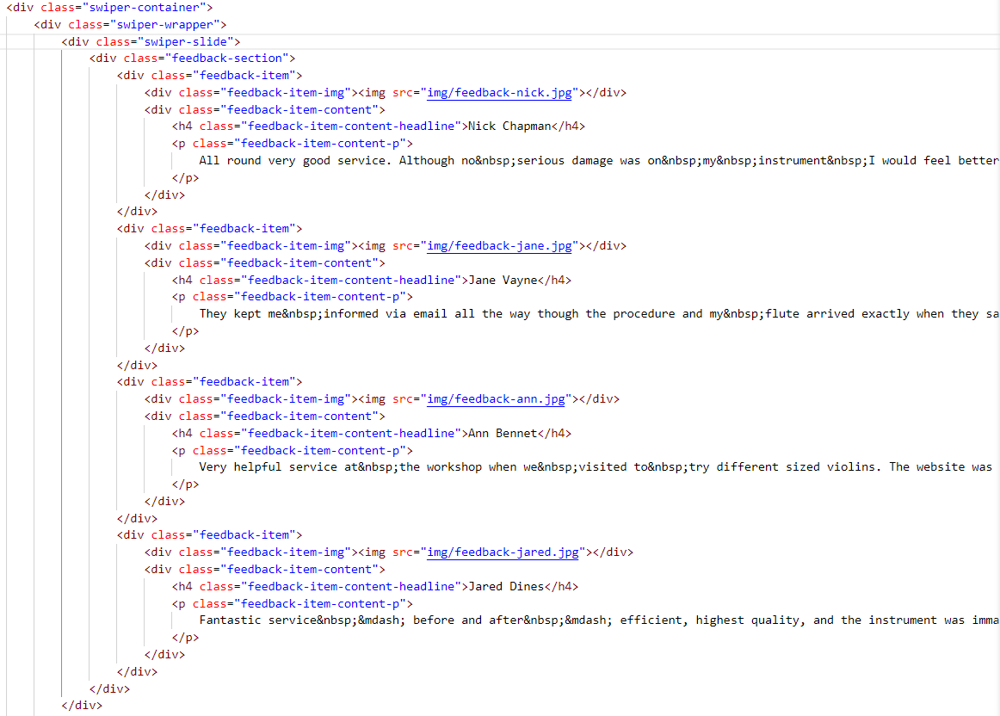 <div class="swiper-container">
<div class="swiper-wrapper">
<div class="swiper-slide">
<div class="feedback-section">
<div class="feedback-item">
<div class="feedback-item-img"><img src="img/feedback-nick.jpg"></div>
<div class="feedback-item-content">
<h4 class="feedback-item-content-headline">Nick Chapman</h4>
<p class="feedback-item-content-p">
All round very good service. Although no&nbsp;serious damage was on&nbsp;my&nbsp;instrument&nbsp;I would feel better
</p>
</div>
</div>
<div class="feedback-item">
<div class="feedback-item-img"><img src="img/feedback-jane.jpg"></div>
<div class="feedback-item-content">
<h4 class="feedback-item-content-headline">Jane Vayne</h4>
<p class="feedback-item-content-p">
They kept me&nbsp;informed via email all the way though the procedure and my&nbsp;flute arrived exactly when they sa
</p>
</div>
</div>
<div class="feedback-item">
<div class="feedback-item-img"><img src="img/feedback-ann.jpg"></div>
<div class="feedback-item-content">
<h4 class="feedback-item-content-headline">Ann Bennet</h4>
<p class="feedback-item-content-p">
Very helpful service at&nbsp;the workshop when we&nbsp;visited to&nbsp;try different sized violins. The website was
</p>
</div>
</div>
<div class="feedback-item">
<div class="feedback-item-img"><img src="img/feedback-jared.jpg"></div>
<div class="feedback-item-content">
<h4 class="feedback-item-content-headline">Jared Dines</h4>
<p class="feedback-item-content-p">
Fantastic service&nbsp;&mdash; before and after&nbsp;&mdash; efficient, highest quality, and the instrument was imma
</p>
</div>
</div>
</div>
</div>